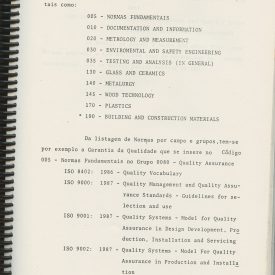 tais como:
005 - NORMAS FUNDAMENTAIS
010 - DOCUMENTATION AND INFORMATION
020 - METROLOGY AND MEASUREMENT
030 - ENVIROMENTAL AND SAFETY ENGINEERING
035 - TESTING AND ANALYSIS (IN GENERAL)
130 - GLASS AND CERAMICS
140 - METALURGY
145 - WOOD TECHNOLOGY
170 - PLASTICS
* 190 - BUILDING AND CONSTRUCTION MATERIALS
Da listagem de Normas por campo e grupos,tem-se
por exemplo a Garantia da Qualidade que se insere no Código
005 - Normas Fundamentais no Grupo 0080 - Quality Assurance
ISO 8402: 1986 - Quality Vocabulary
ISO 9000: 1987 - Quality Management and Quality Assu-
rance Standards - Guidelines for se-
lection and use
ISO 9001: 1987 - Quality Systems - Model for Quality
Assurance in Design Development, Pro
duction, Installation and Servicing
ISO 9002: 1987 - Quality Systems - Model For Quality
Assurance in Production and Installa
tion